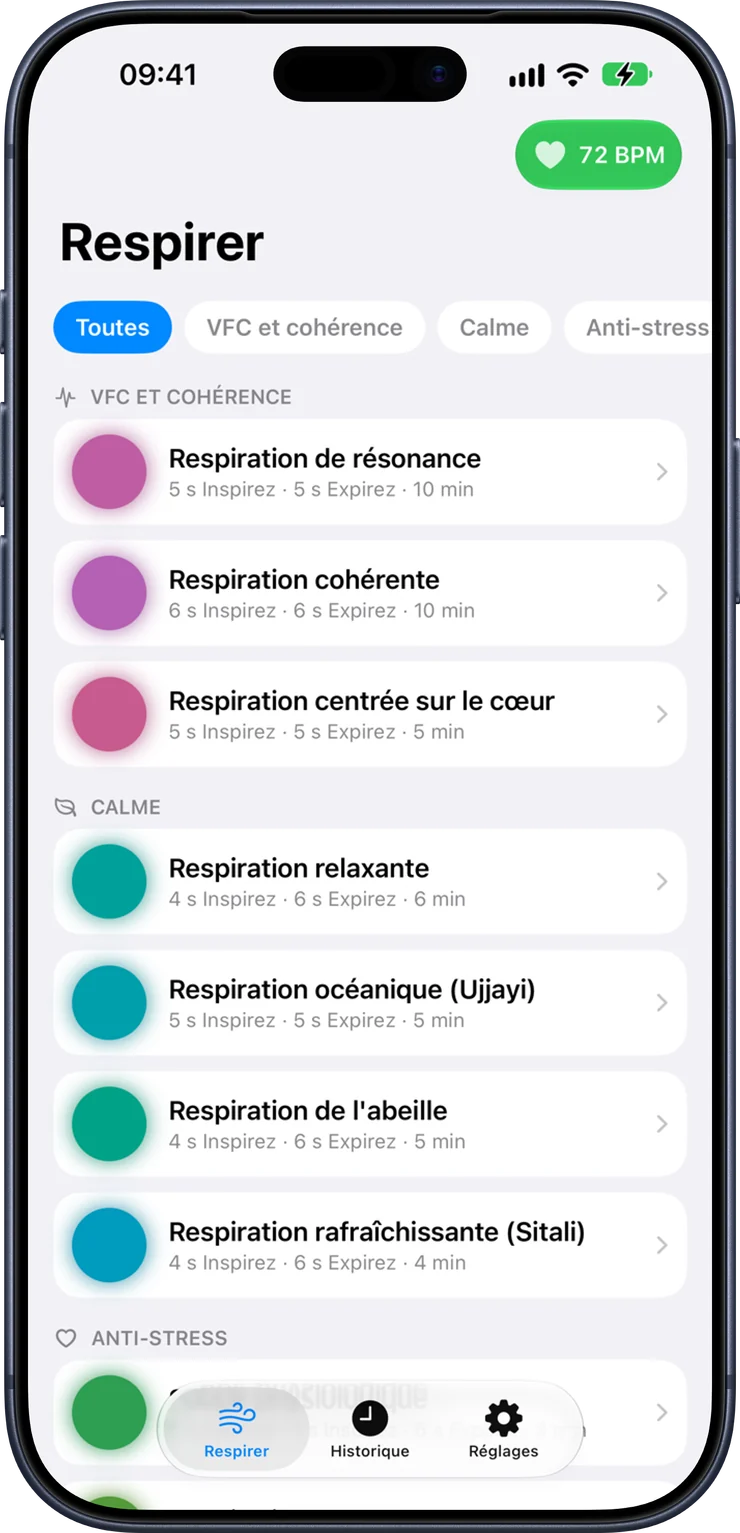 09:41
72 BPM
Respirer
Toutes
VFC et cohérence
Calme
Anti-stress
VFC ET COHÉRENCE
Respiration de résonance
5 s Inspirez · 5 s Expirez · 10 min
Respiration cohérente
6 s Inspirez · 6 s Expirez · 10 min
Respiration centrée sur le cœur
5 s Inspirez · 5 s Expirez · 5 min
CALME
Respiration relaxante
4 s Inspirez · 6 s Expirez · 6 min
Respiration océanique (Ujjayi)
5 s Inspirez · 5 s Expirez · 5 min
Respiration de l'abeille
4 s Inspirez · 6 s Expirez · 5 min
Respiration rafraîchissante (Sitali)
4 s Inspirez · 6 s Expirez · 4 min
ANTI-STRESS
Respirer
Historique
Réglages